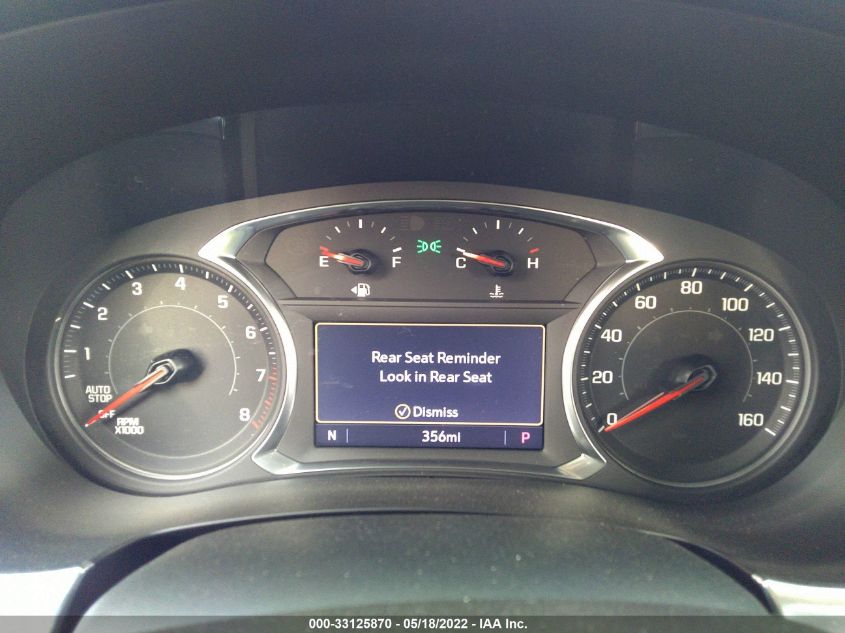 E F
C H
1 2 3 4 5 6 7 8
AUTO
STOP
OFF
RPM
X1000
Rear Seat Reminder
Look in Rear Seat
Dismiss
N 356mi P
0 20 40 60 80 100 120 140 160
000-33125870 - 05/18/2022 - IAA Inc.